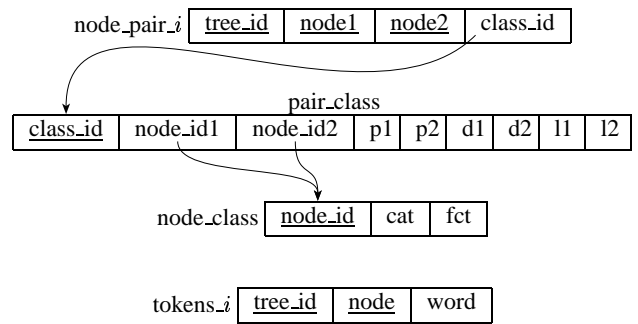 node_pair_i tree_id node1 node2 class_id
pair_class
class_id node_id1 node_id2 p1 p2 d1 d2 l1 l2
node_class node_id cat fct
tokens_i tree_id node word